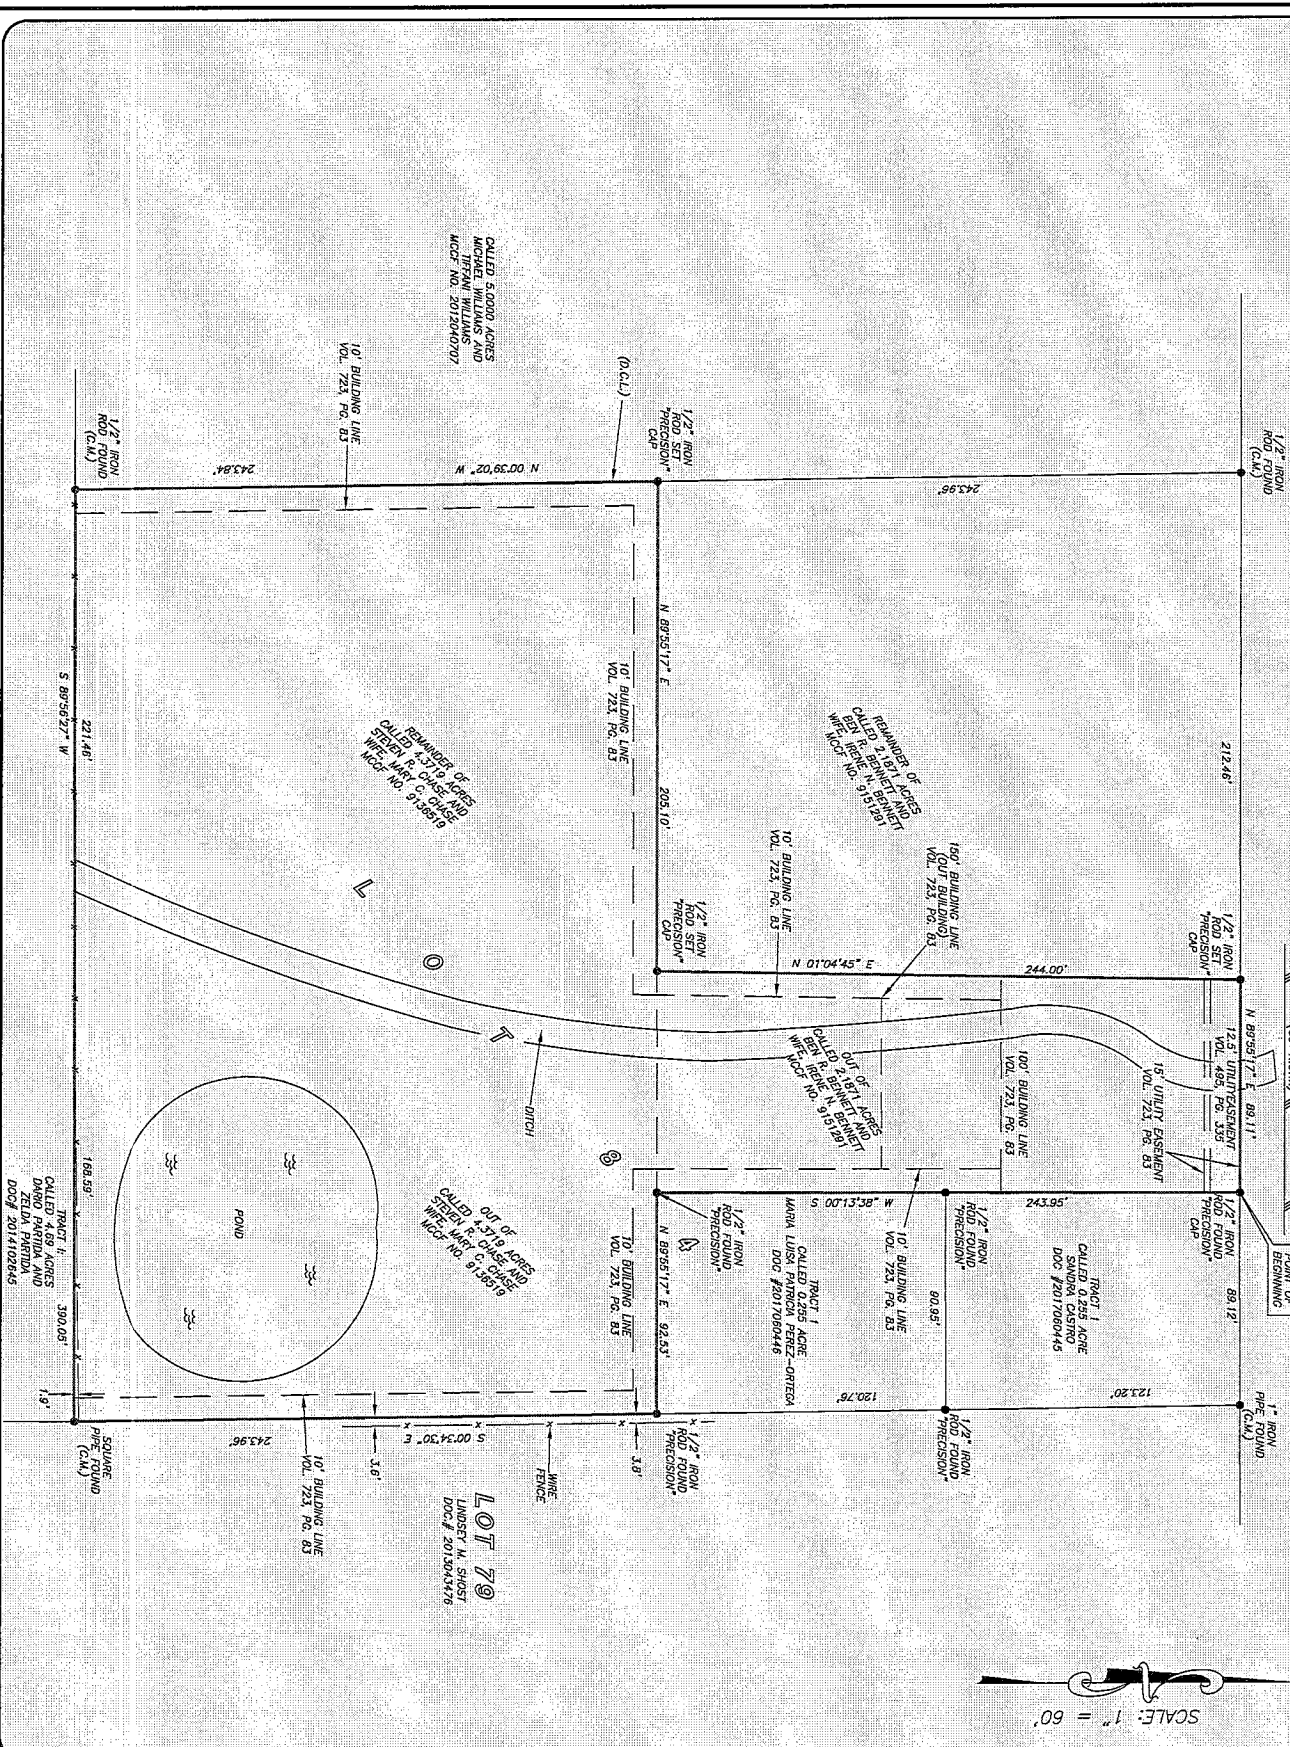 1/2" IRON
ROD FOUND
(C.M.)
212.46'
1/2" IRON
ROD SET
"PRECISION"
CAP
N 89°55'17" E 89.11'
12.5' UTILITY EASEMENT
VOL. 495, PG. 335
15' UTILITY EASEMENT
VOL. 723, PG. 83
1/2" IRON
ROD FOUND
"PRECISION"
CAP
BEGINNING
89.12'
1" IRON
PIPE FOUND
(C.M.)
243.96'
REMAINDER OF
CALLED 2.1871 ACRES
BEN R. BENNETT AND
WIFE, IRENE N. BENNETT
MCCF NO. 9151291
150' BUILDING LINE
(OUT BUILDING)
VOL. 723, PG. 83
10' BUILDING LINE
VOL. 723, PG. 83
N 01°04'45" E
244.00'
100' BUILDING LINE
VOL. 723, PG. 83
OUT OF
CALLED 2.1871 ACRES
BEN R. BENNETT AND
WIFE, IRENE N. BENNETT
MCCF NO. 9151291
S 00°13'38" W
243.95'
TRACT 1
CALLED 0.255 ACRE
SANDRA CASTRO
DOC #2017060445
123.20'
1/2" IRON
ROD FOUND
"PRECISION"
90.95'
10' BUILDING LINE
VOL. 723, PG. 83
1/2" IRON
ROD FOUND
"PRECISION"
TRACT 1
CALLED 0.255 ACRE
MARIA LUISA PATRICIA PEREZ-ORTEGA
DOC #2017060446
120.76'
1/2" IRON
ROD SET
"PRECISION"
CAP
(D.C.L.)
N 89°55'17" E
205.10'
1/2" IRON
ROD SET
"PRECISION"
CAP
1/2" IRON
ROD FOUND
"PRECISION"
N 89°55'17" E 92.53'
1/2" IRON
ROD FOUND
"PRECISION"
10' BUILDING LINE
VOL. 723, PG. 83
10' BUILDING LINE
VOL. 723, PG. 83
3.8'
CALLED 5.0000 ACRES
MICHAEL WILLIAMS AND
TIFFANI WILLIAMS
MCCF NO. 2012040707
N 00°39'02" W
243.84'
10' BUILDING LINE
VOL. 723, PG. 83
REMAINDER OF
CALLED 4.3719 ACRES
STEVEN R. CHASE AND
WIFE, MARY C. CHASE
MCCF NO. 9136519
LOT 84
DITCH
OUT OF
CALLED 4.3719 ACRES
STEVEN R. CHASE AND
WIFE, MARY C. CHASE
MCCF NO. 9136519
WIRE
FENCE
LOT 79
LINDSEY M. SHOST
DOC.# 2013043476
S 00°34'30" E
243.96'
3.6'
POND
10' BUILDING LINE
VOL. 723, PG. 83
1/2" IRON
ROD FOUND
(C.M.)
221.46'
S 89°56'27" W
168.59'
390.05'
1.9'
SQUARE
PIPE FOUND
(C.M.)
TRACT 1:
CALLED 4.69 ACRES
DARIO PARTIDA AND
ZELDA PARTIDA
DOC# 2014102645
SCALE: 1" = 60'